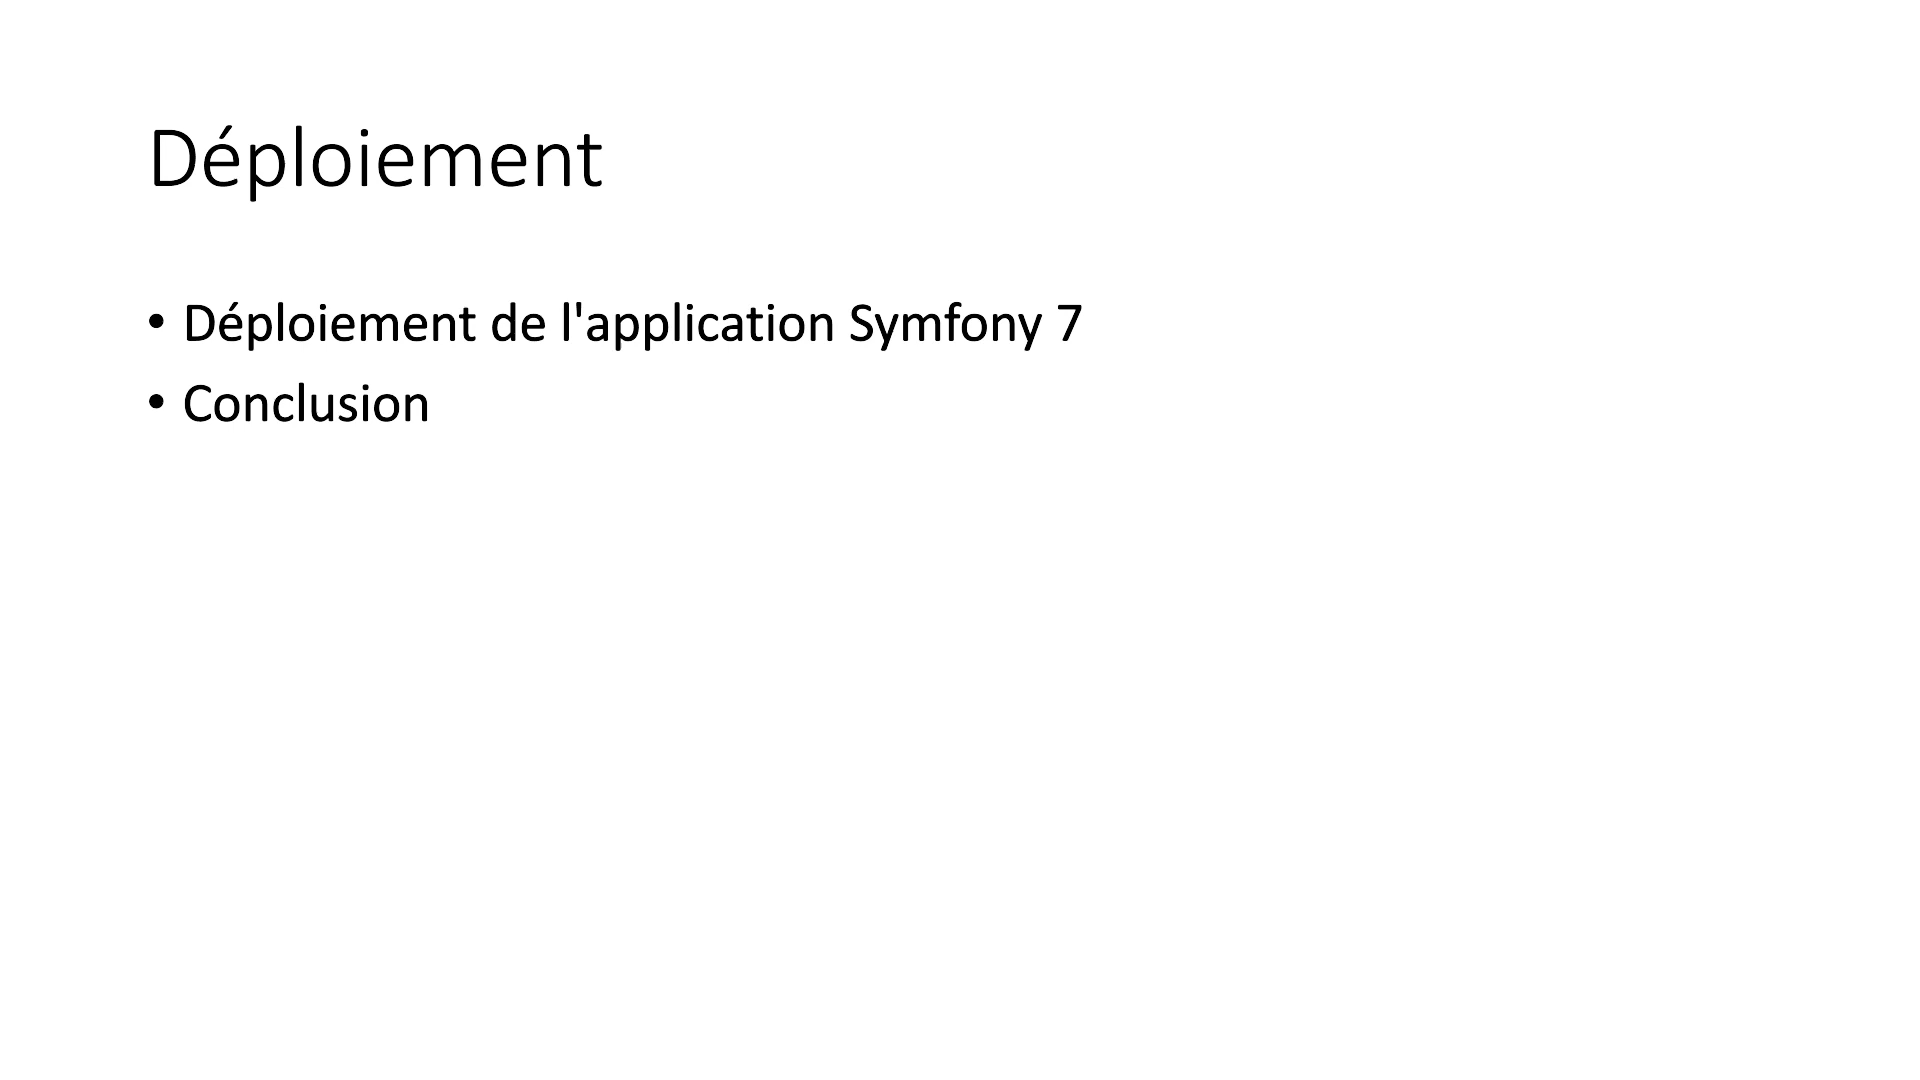 Déploiement
• Déploiement de l'application Symfony 7
• Conclusion